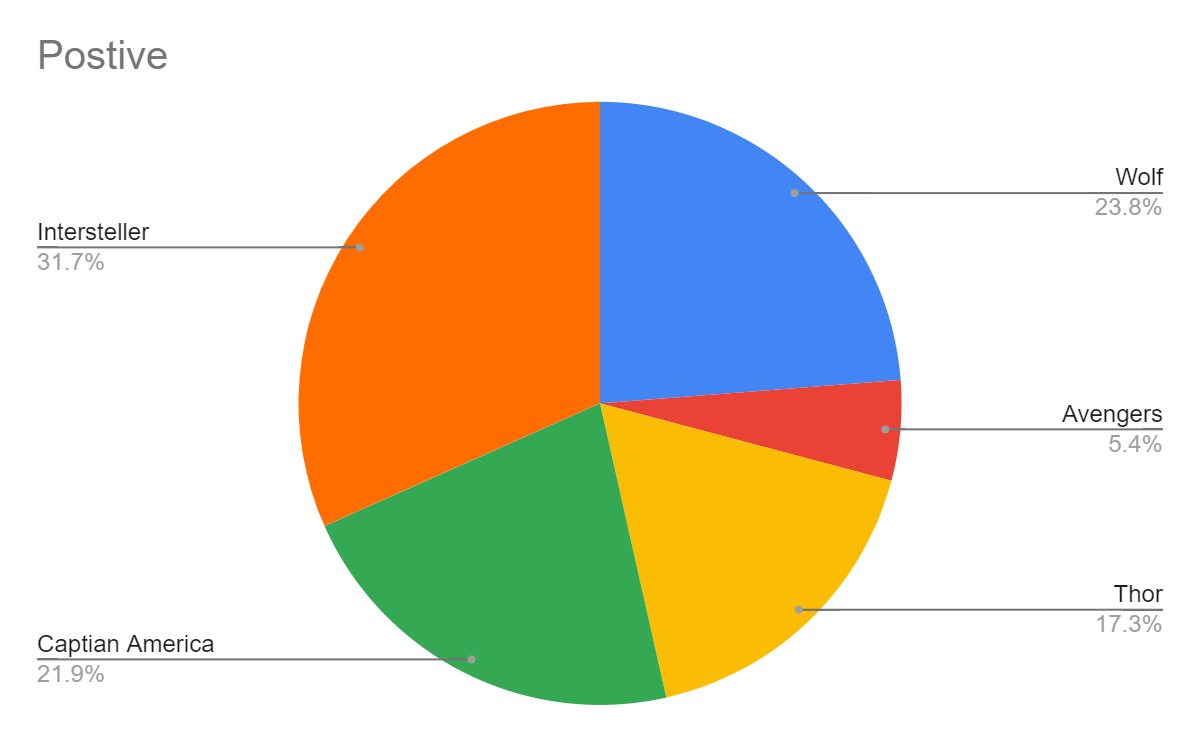 Postive
Wolf
23.8%
Intersteller
31.7%
Avengers
5.4%
Thor
17.3%
Captian America
21.9%